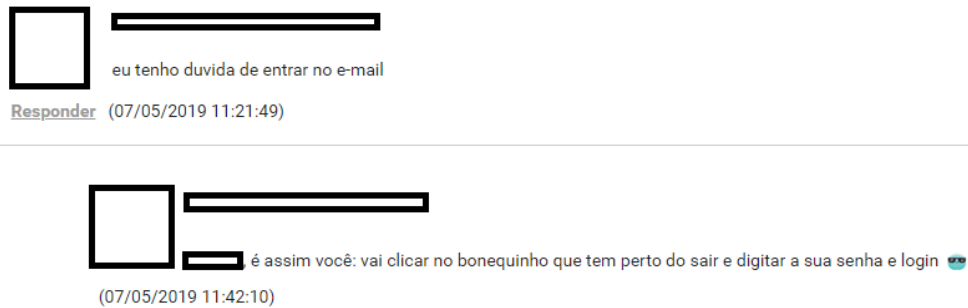 eu tenho duvida de entrar no e-mail
Responder (07/05/2019 11:21:49)
, é assim você: vai clicar no bonequinho que tem perto do sair e digitar a sua senha e login
(07/05/2019 11:42:10)